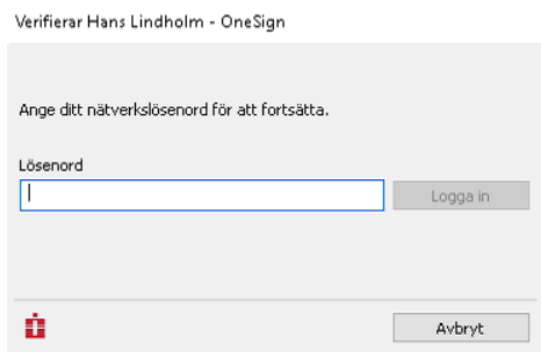 Verifierar Hans Lindholm - OneSign
Ange ditt nätverkslösenord för att fortsätta.
Lösenord
Logga in
Avbryt